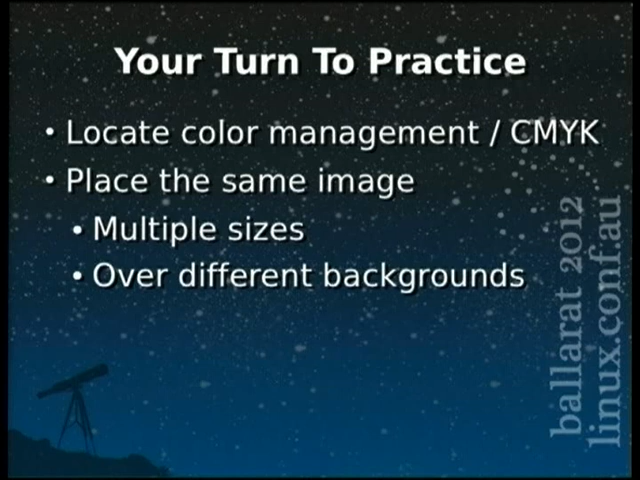 Your Turn To Practice
• Locate color management / CMYK
• Place the same image
• Multiple sizes
• Over different backgrounds
ballarat 2012
linux.conf.au